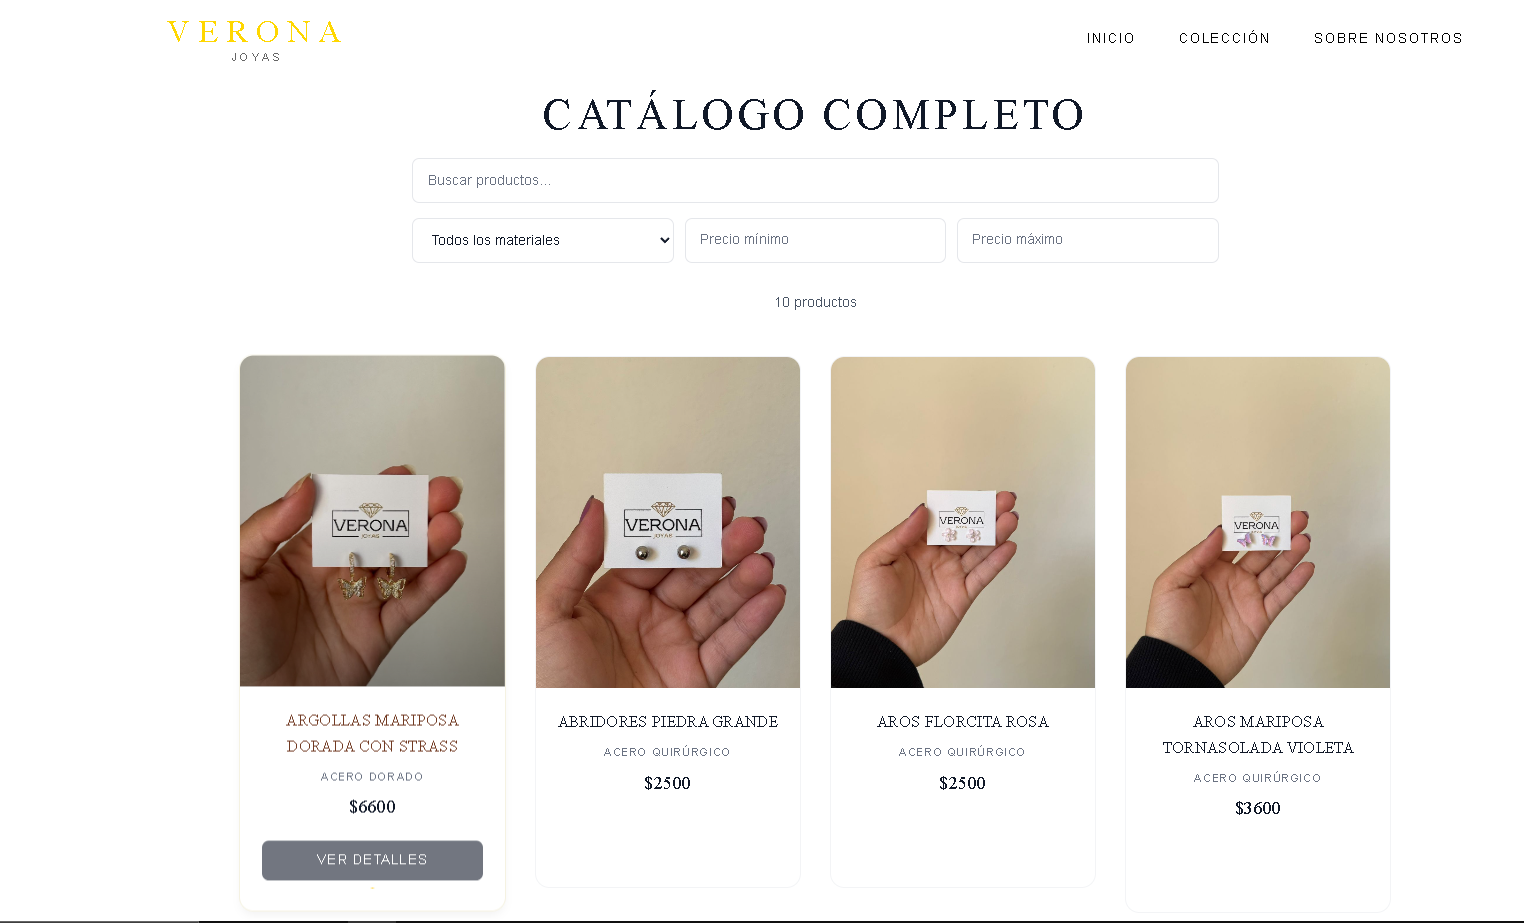 VERONA
JOYAS
INICIO
COLECCIÓN
SOBRE NOSOTROS
CATÁLOGO COMPLETO
Buscar productos...
Todos los materiales
Precio mínimo
Precio máximo
10 productos
VERONA
JOYAS
VERONA
JOYAS
VERONA
JOYAS
VERONA
ARGOLLAS MARIPOSA
DORADA CON STRASS
ACERO DORADO
$6600
VER DETALLES
ABRIDORES PIEDRA GRANDE
ACERO QUIRÚRGICO
$2500
AROS FLORCITA ROSA
ACERO QUIRÚRGICO
$2500
AROS MARIPOSA
TORNASOLADA VIOLETA
ACERO QUIRÚRGICO
$3600